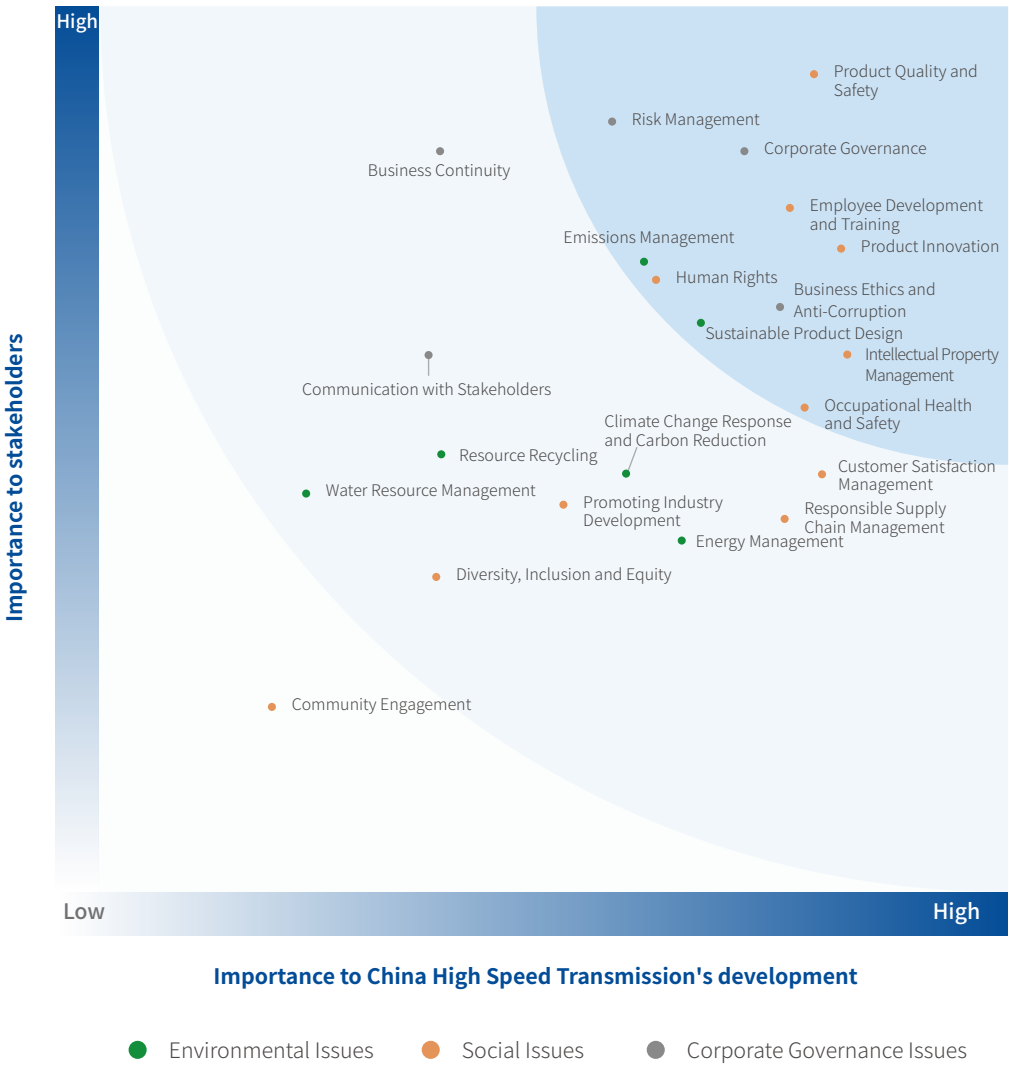 High
Product Quality and
Safety
Risk Management
Corporate Governance
Business Continuity
Employee Development
and Training
Emissions Management
Product Innovation
Human Rights
Business Ethics and
Anti-Corruption
Sustainable Product Design
Intellectual Property
Management
Communication with Stakeholders
Occupational Health
and Safety
Climate Change Response
and Carbon Reduction
Resource Recycling
Customer Satisfaction
Management
Water Resource Management
Promoting Industry
Development
Responsible Supply
Chain Management
Energy Management
Diversity, Inclusion and Equity
Community Engagement
Importance to stakeholders
Low
High
Importance to China High Speed Transmission's development
Environmental Issues
Social Issues
Corporate Governance Issues